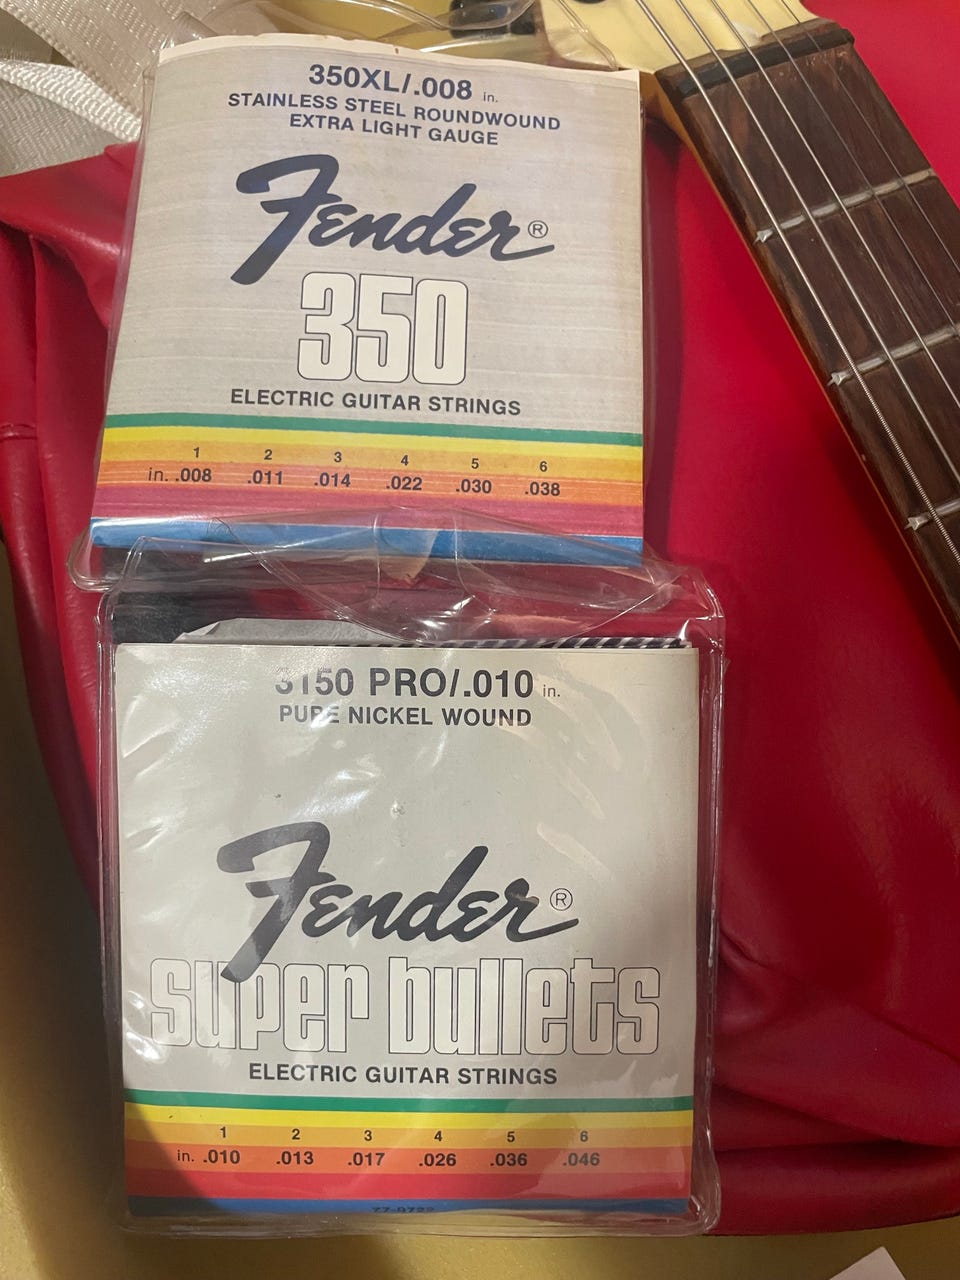 350XL/.008 in.
STAINLESS STEEL ROUNDWOUND
EXTRA LIGHT GAUGE
Fender®
350
ELECTRIC GUITAR STRINGS
1 2 3 4 5 6
in. .008 .011 .014 .022 .030 .038
3150 PRO/.010 in.
PURE NICKEL WOUND
Fender®
super bullets
ELECTRIC GUITAR STRINGS
1 2 3 4 5 6
in. .010 .013 .017 .026 .036 .046